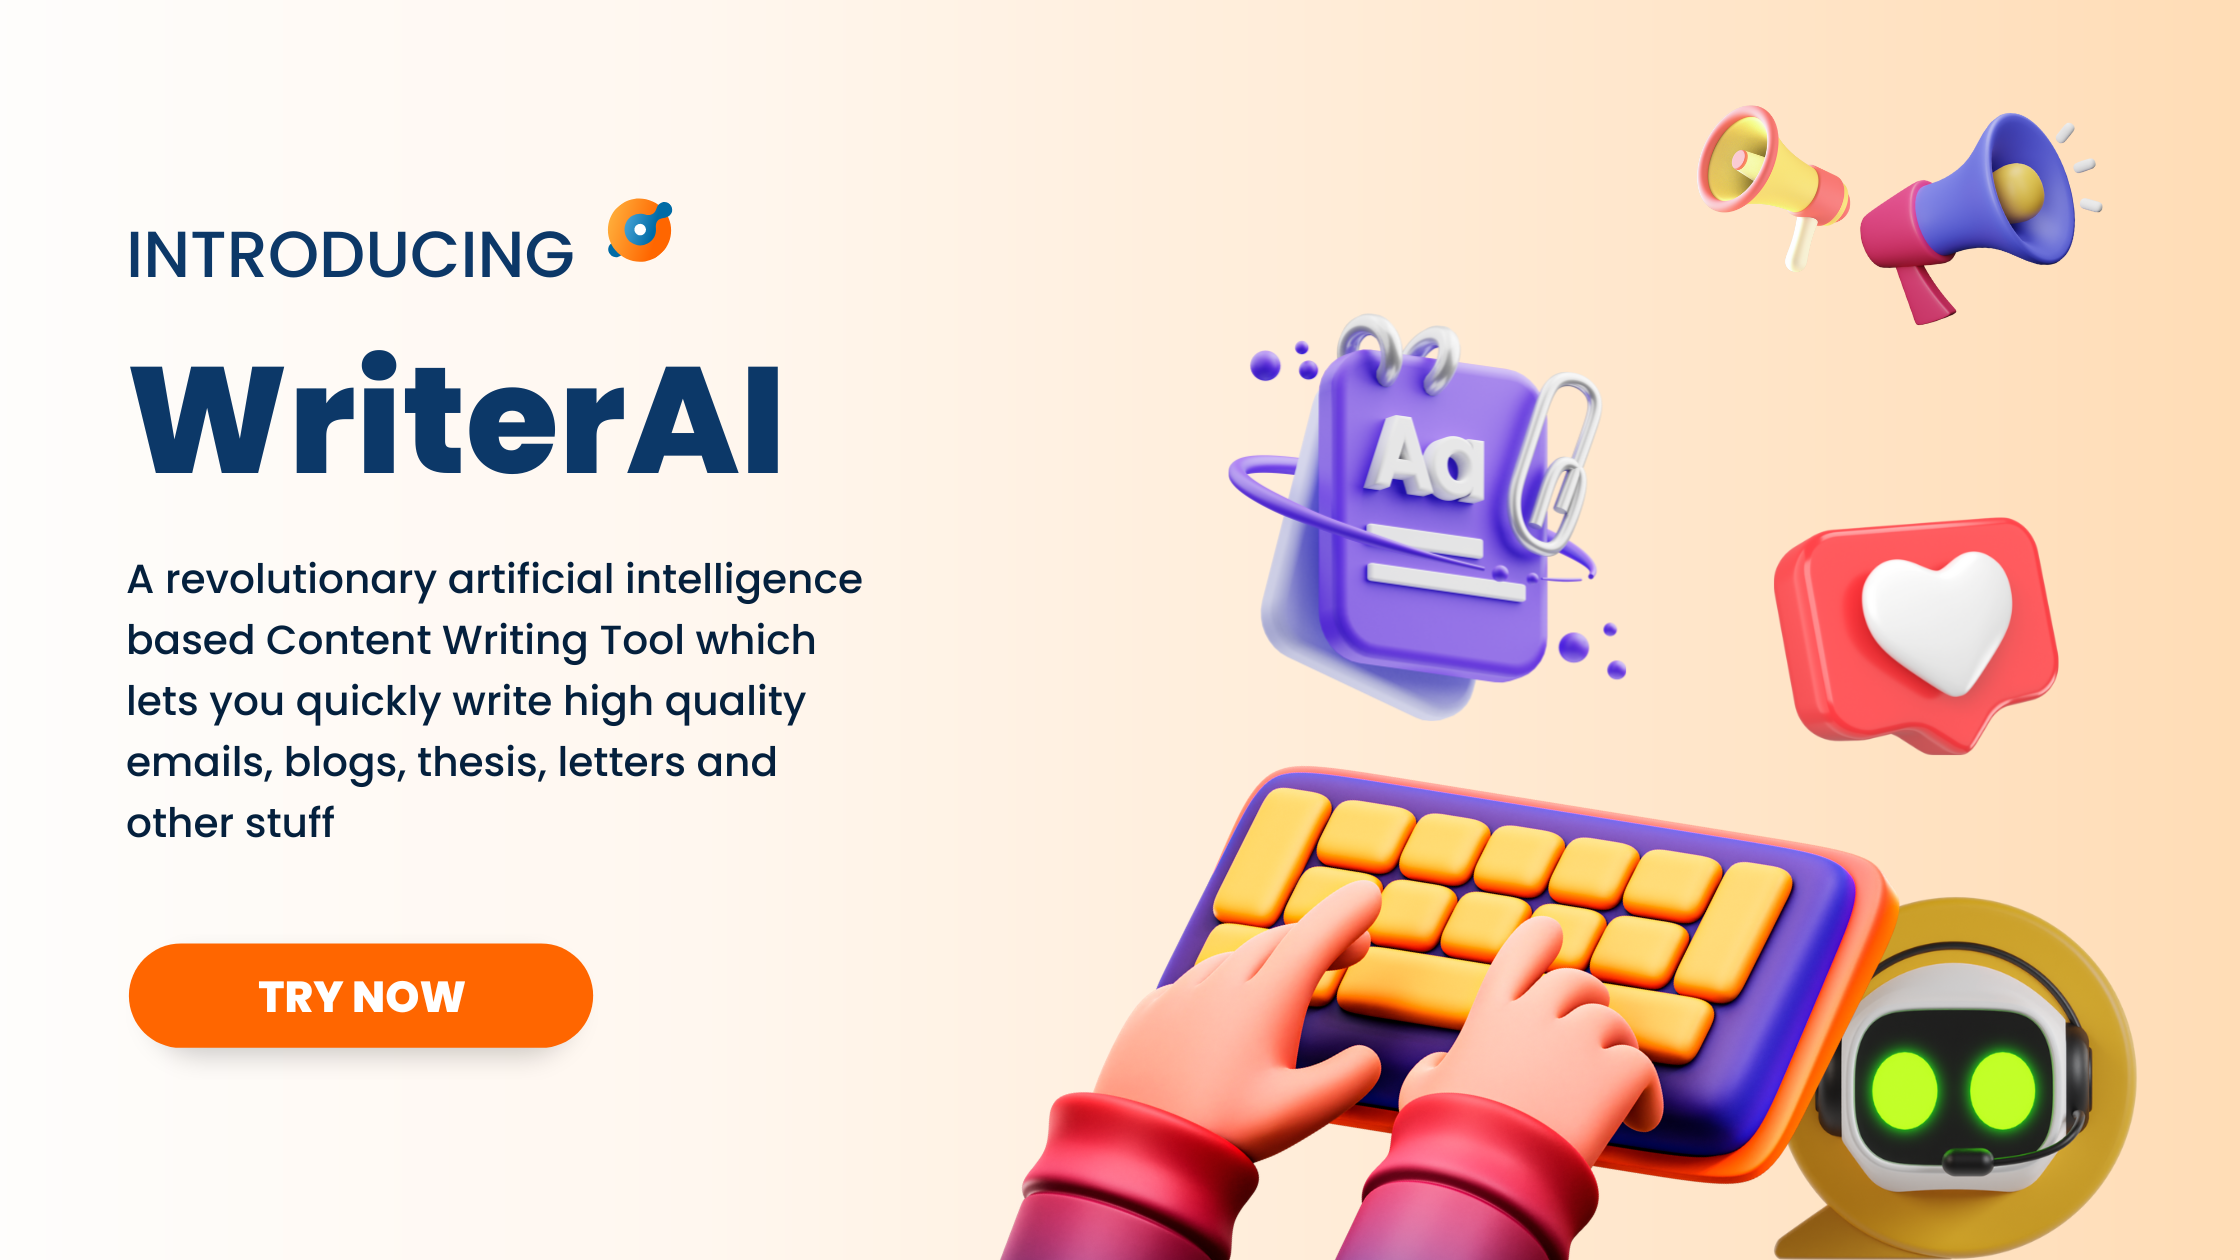 INTRODUCING
WriterAI
A revolutionary artificial intelligence
based Content Writing Tool which
lets you quickly write high quality
emails, blogs, thesis, letters and
other stuff
TRY NOW
Aa